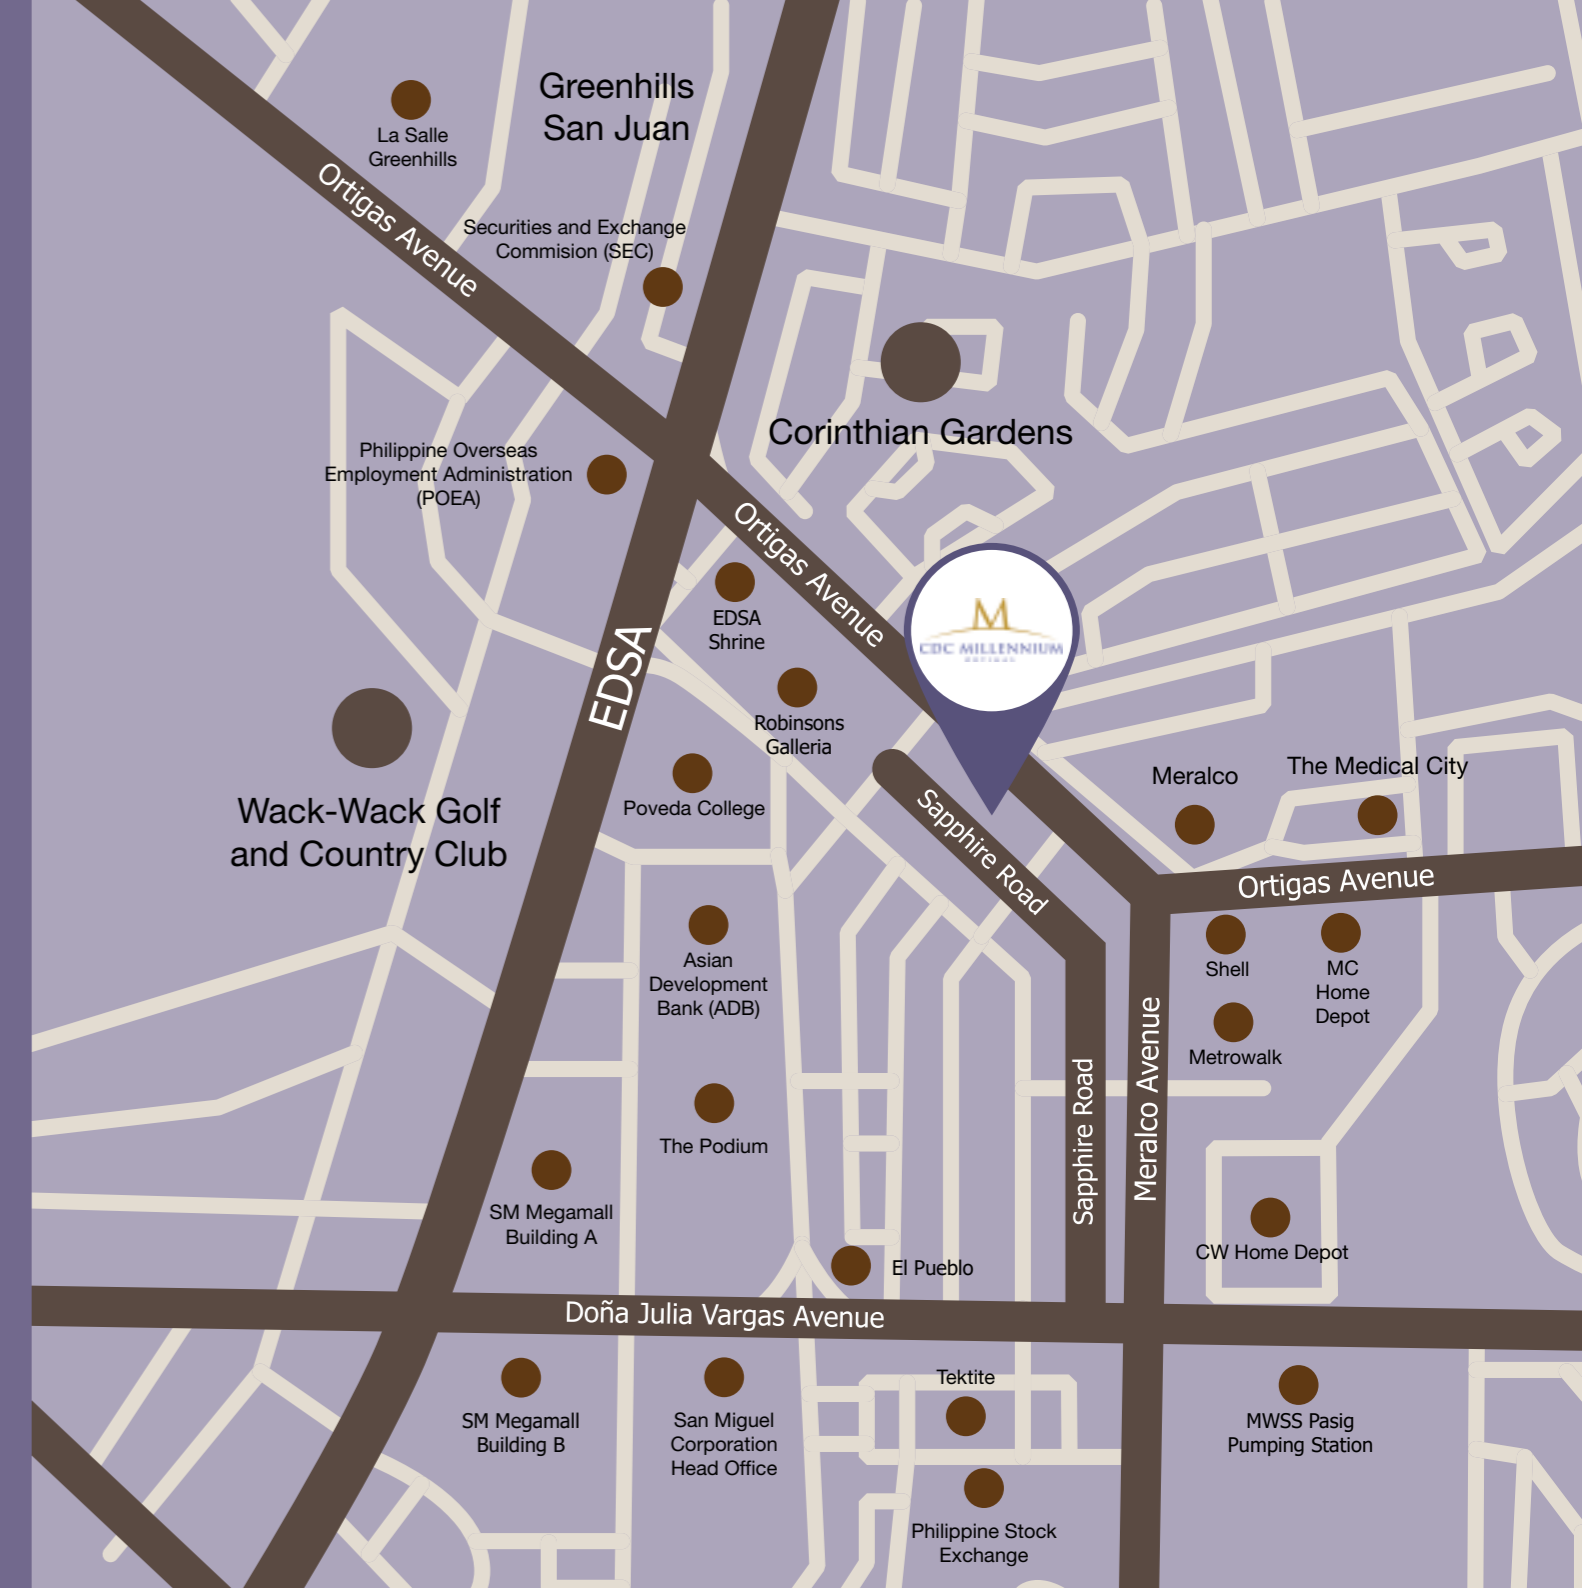 Greenhills
San Juan
La Salle
Greenhills
Ortigas Avenue
Securities and Exchange
Commision (SEC)
Corinthian Gardens
Philippine Overseas
Employment Administration
(POEA)
Ortigas Avenue
EDSA
Shrine
EDSA
M
CDC MILLENNIUM
ORTIGAS
Robinsons
Galleria
Wack-Wack Golf
and Country Club
Poveda College
Sapphire Road
Meralco
The Medical City
Ortigas Avenue
Asian
Development
Bank (ADB)
Shell
MC
Home
Depot
Metrowalk
Sapphire Road
Meralco Avenue
The Podium
SM Megamall
Building A
El Pueblo
CW Home Depot
Doña Julia Vargas Avenue
SM Megamall
Building B
San Miguel
Corporation
Head Office
Tektite
MWSS Pasig
Pumping Station
Philippine Stock
Exchange